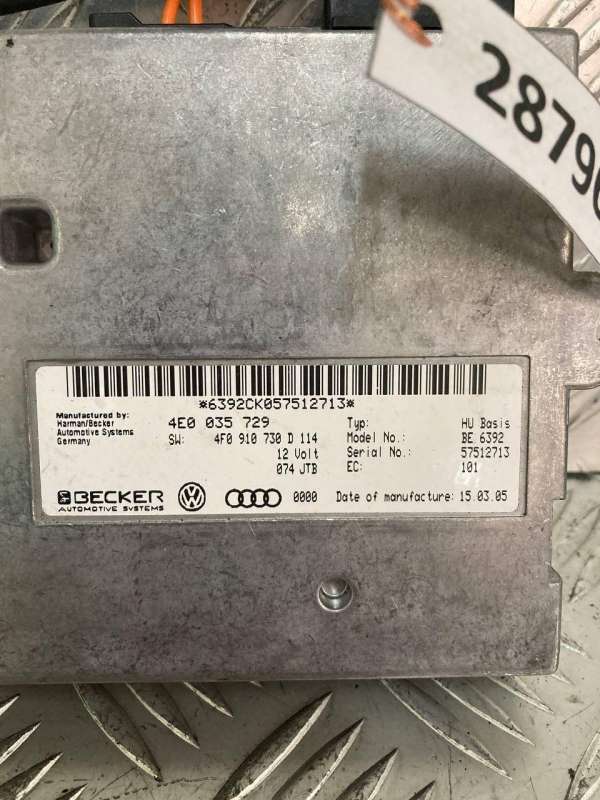 2879
*6392CK057512713*
Manufactured by:
Harman/Becker
Automotive Systems
Germany
4E0 035 729
SW: 4F0 910 730 D 114
12 Volt
074 JTB
Typ: HU Basis
Model No.: BE 6392
Serial No.: 57512713
EC: 101
BECKER
AUTOMOTIVE SYSTEMS
VW
0000
Date of manufacture: 15.03.05